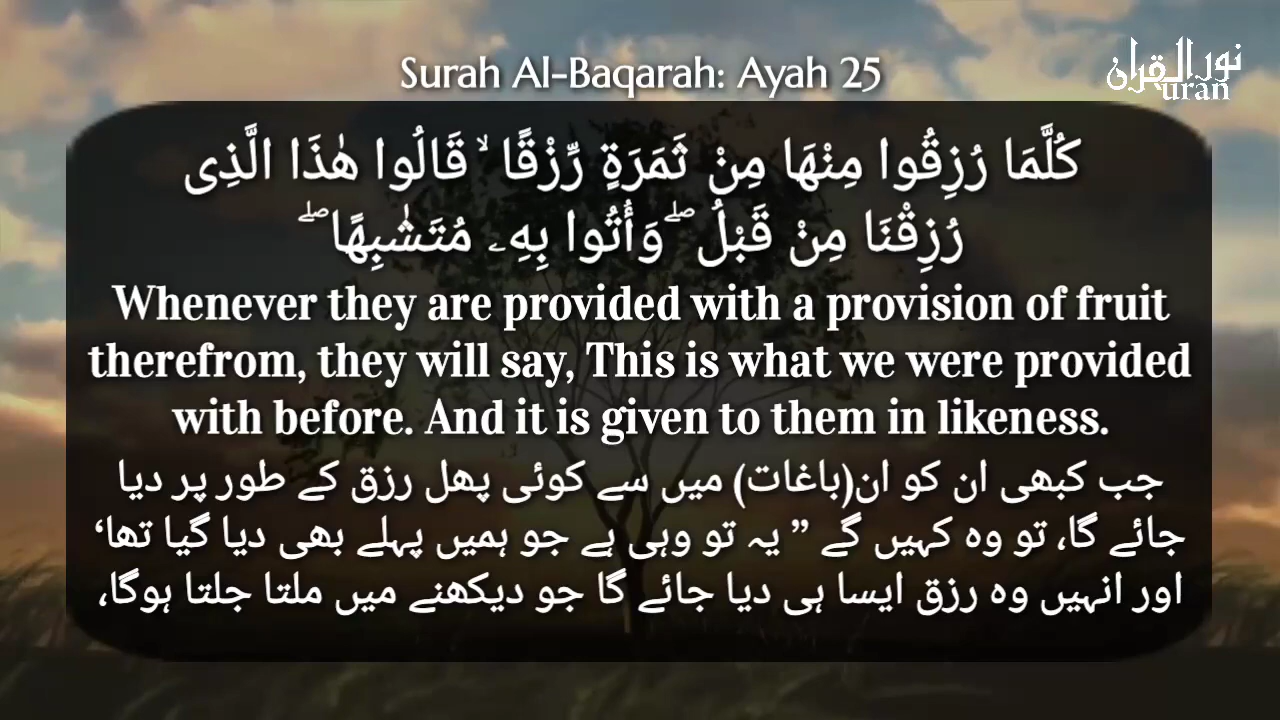 Surah Al-Baqarah: Ayah 25
نور القرآن
uran
كُلَّمَا رُزِقُوا مِنْهَا مِنْ ثَمَرَةٍ رِّزْقًا ۙ قَالُوا هٰذَا الَّذِى
رُزِقْنَا مِنْ قَبْلُ ۖ وَأُتُوا بِهِۦ مُتَشٰبِهًا ۖ
Whenever they are provided with a provision of fruit
therefrom, they will say, This is what we were provided
with before. And it is given to them in likeness.
جب کبھی ان کو ان(باغات) میں سے کوئی پھل رزق کے طور پر دیا
جائے گا، تو وہ کہیں گے ” یہ تو وہی ہے جو ہمیں پہلے بھی دیا گیا تھا‘
اور انہیں وہ رزق ایسا ہی دیا جائے گا جو دیکھنے میں ملتا جلتا ہوگا،